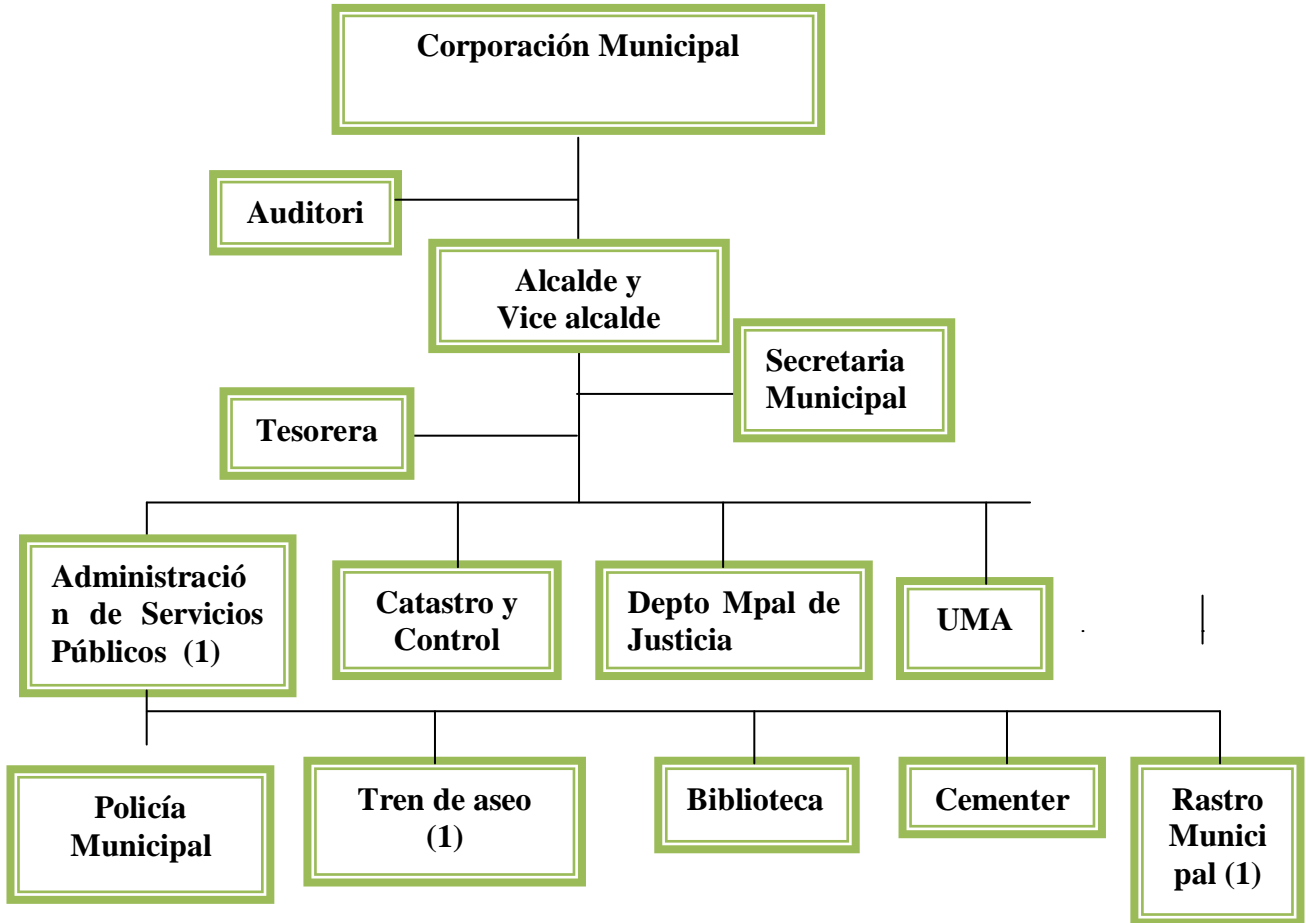 Corporación Municipal
Auditori
Alcalde y
Vice alcalde
Secretaria
Municipal
Tesorera
Administració
n de Servicios
Públicos (1)
Catastro y
Control
Depto Mpal de
Justicia
UMA
Policía
Municipal
Tren de aseo
(1)
Biblioteca
Cementer
Rastro
Munici
pal (1)